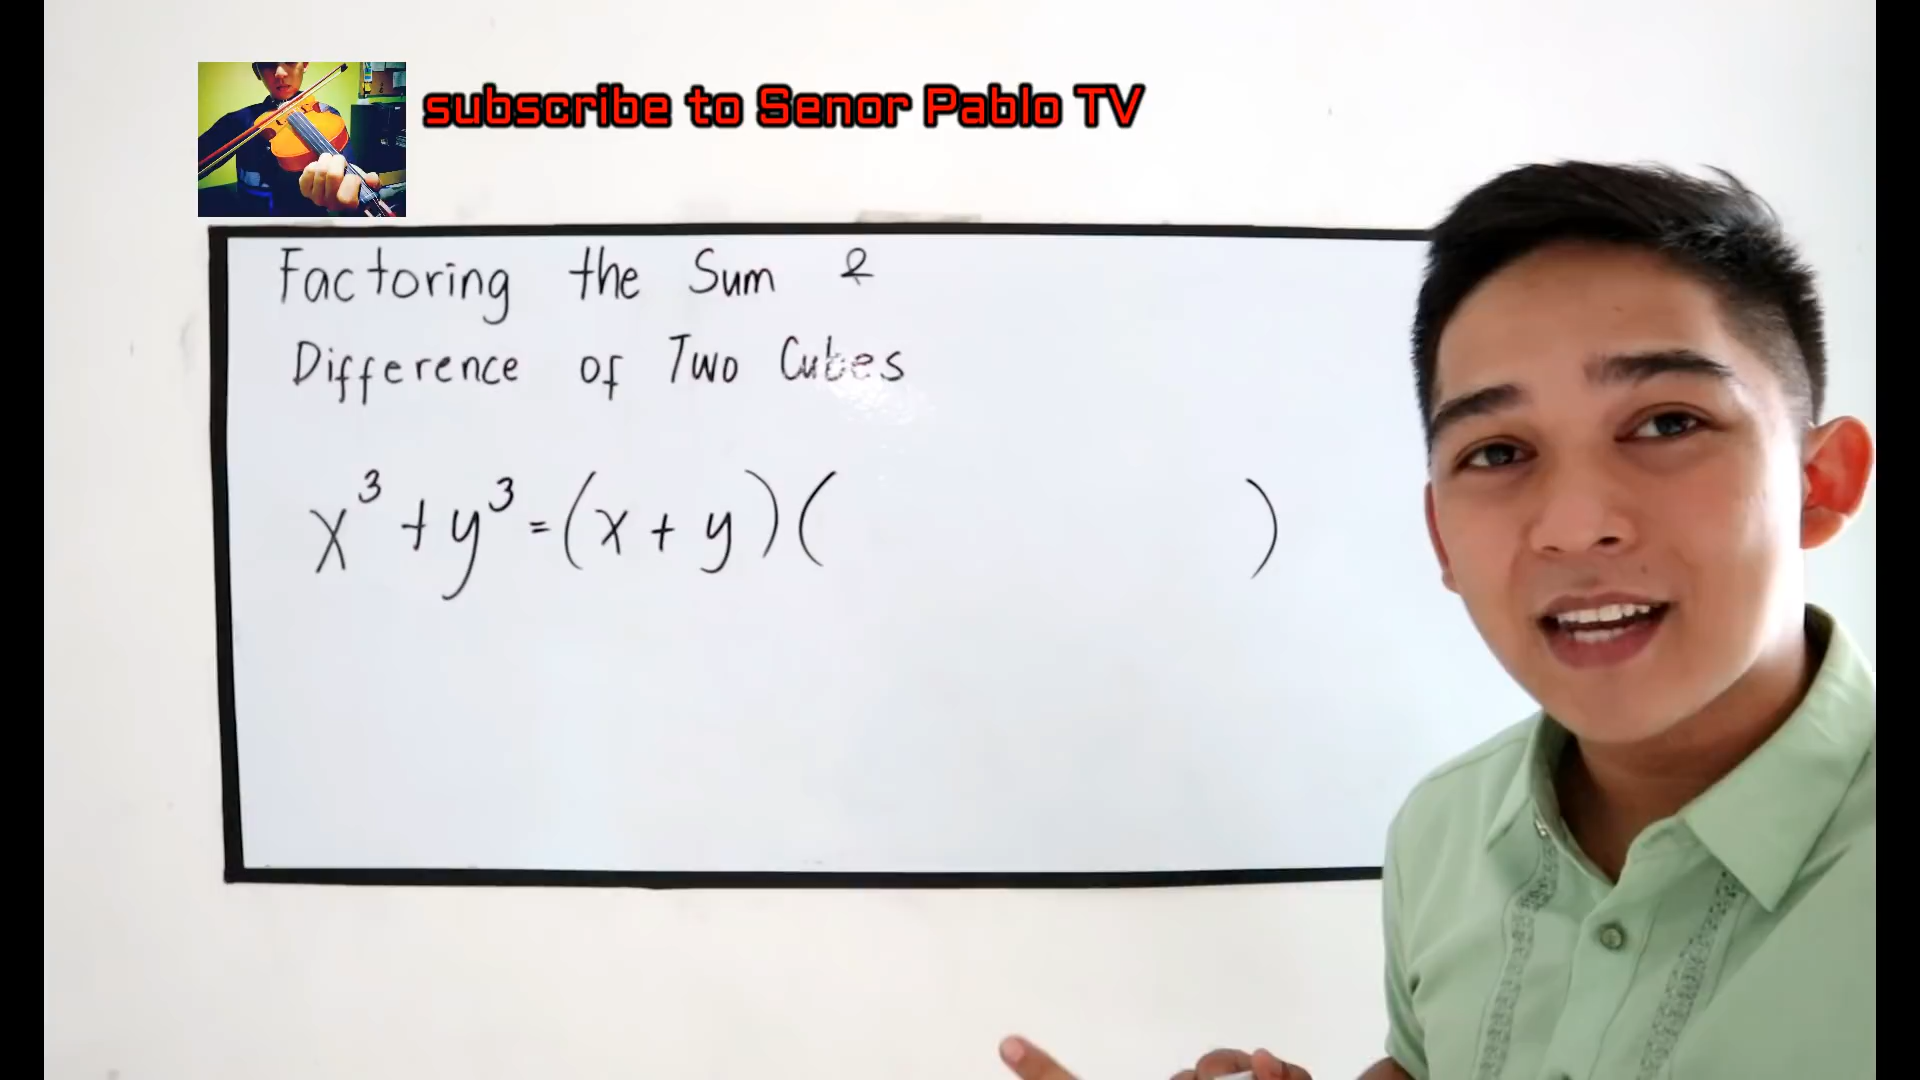 subscribe to Senor Pablo TV
Factoring the Sum &
Difference of Two Cubes
x³ + y³ = (x + y) (                    )